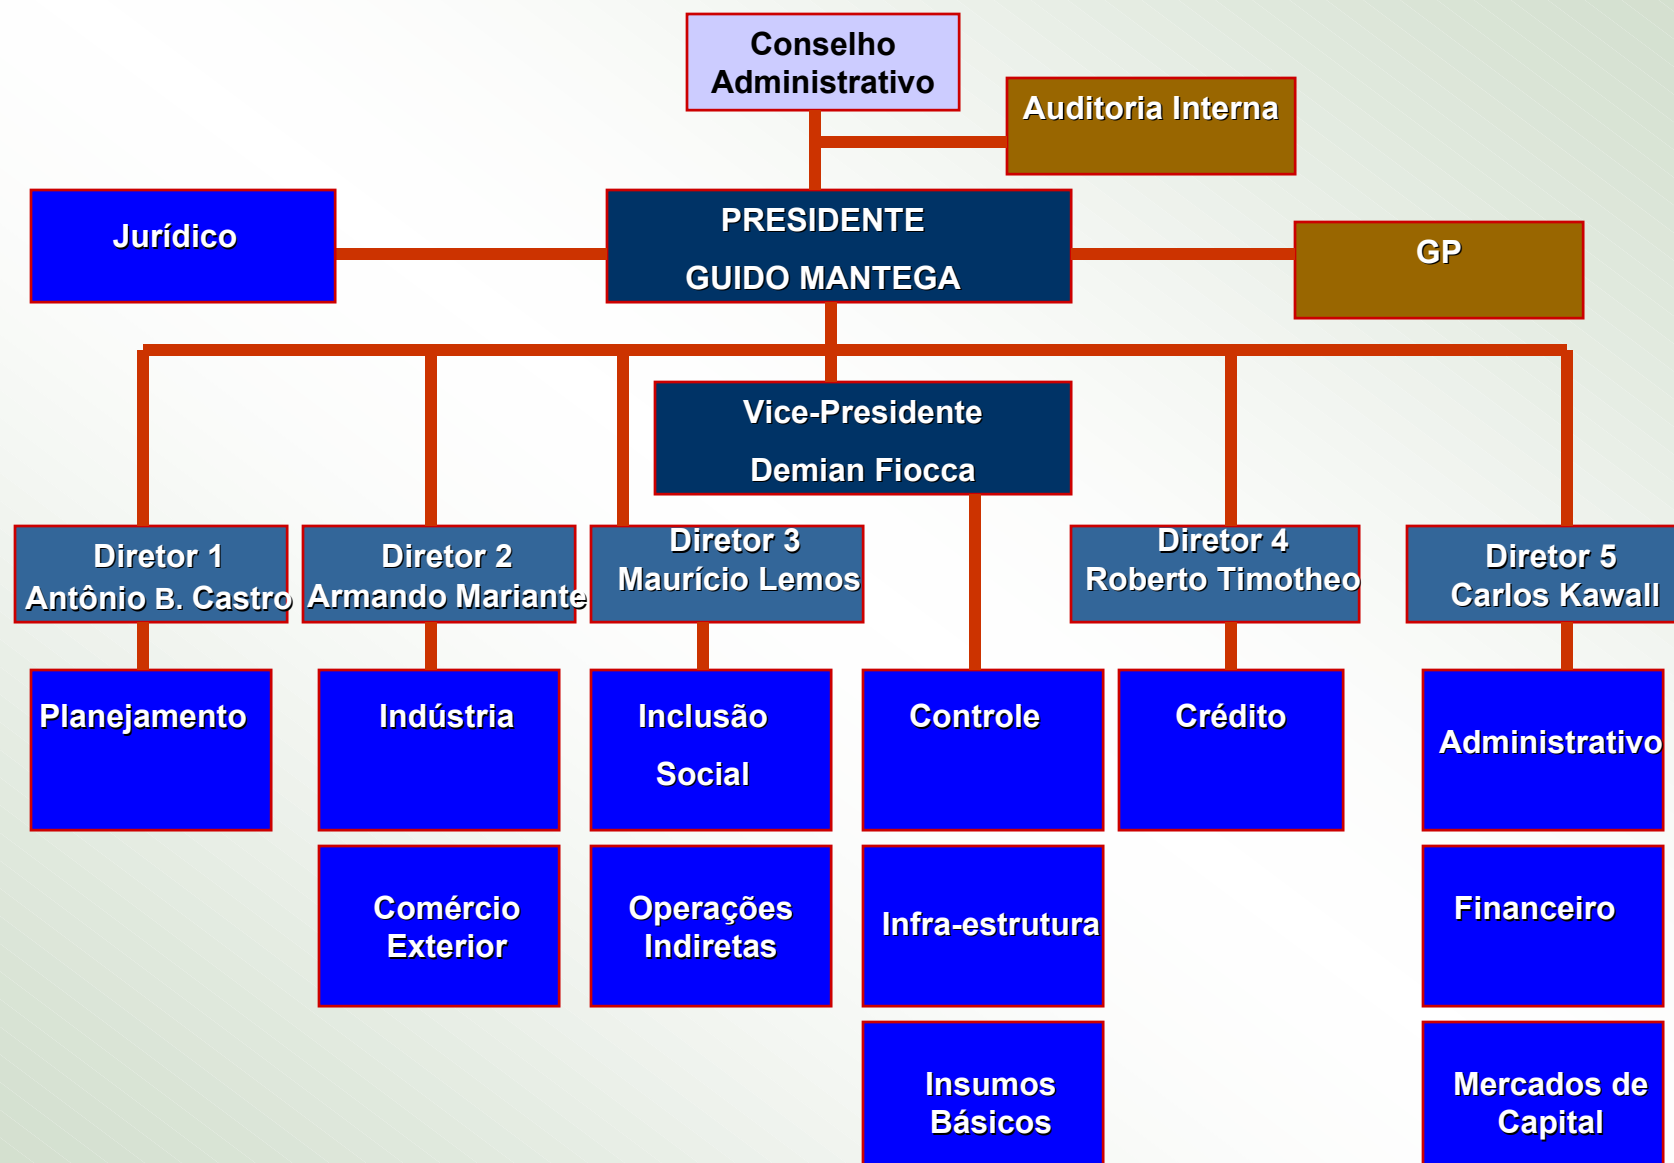 Conselho
Administrativo
Auditoria Interna
Jurídico
PRESIDENTE
GUIDO MANTEGA
GP
Vice-Presidente
Demian Fiocca
Diretor 1
Antônio B. Castro
Diretor 2
Armando Mariante
Diretor 3
Maurício Lemos
Diretor 4
Roberto Timotheo
Diretor 5
Carlos Kawall
Planejamento
Indústria
Inclusão
Social
Controle
Crédito
Administrativo
Comércio
Exterior
Operações
Indiretas
Infra-estrutura
Financeiro
Insumos
Básicos
Mercados de
Capital